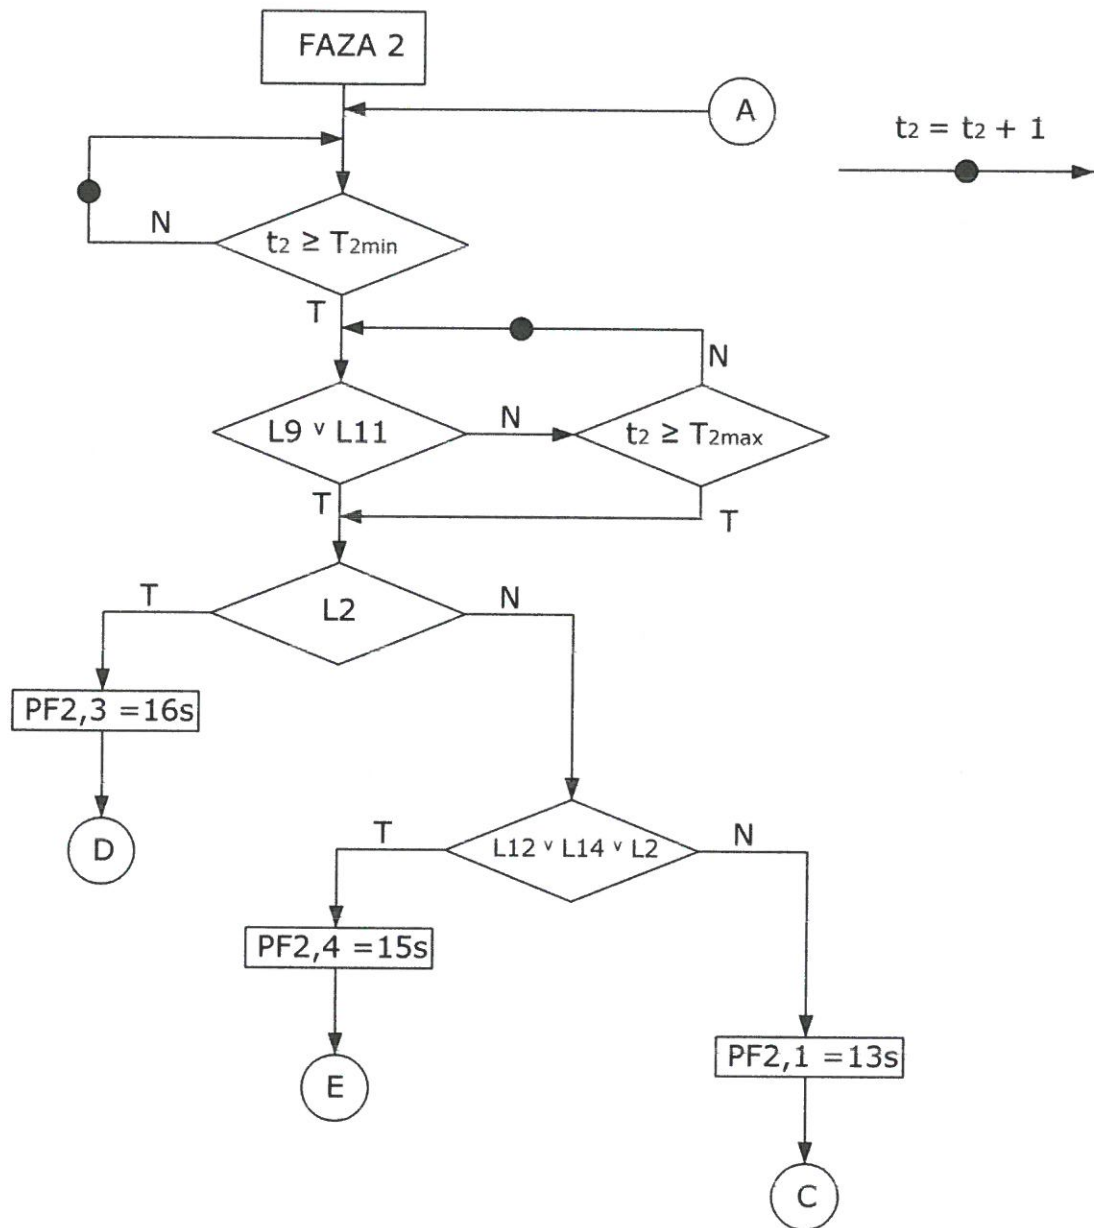 FAZA 2
A
t2 = t2 + 1
N
t2 ≥ T2min
T
N
L9 v L11
N
t2 ≥ T2max
T
T
T
L2
N
PF2,3 =16s
D
T
L12 v L14 v L2
N
PF2,4 =15s
E
PF2,1 =13s
C